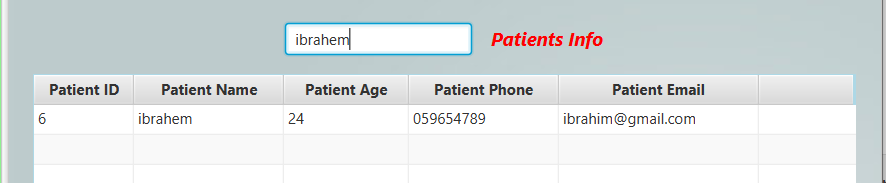 ibrahem Patients Info
Patient ID Patient Name Patient Age Patient Phone Patient Email
6 ibrahem 24 059654789 ibrahim@gmail.com